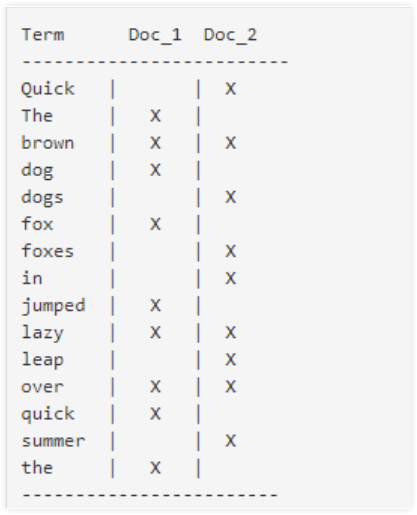 Term      Doc_1  Doc_2
-------------------------
Quick   |       |  X
The     |   X   |
brown   |   X   |  X
dog     |   X   |
dogs    |       |  X
fox     |   X   |
foxes   |       |  X
in      |       |  X
jumped  |   X   |
lazy    |   X   |  X
leap    |       |  X
over    |   X   |  X
quick   |   X   |
summer  |       |  X
the     |   X   |
------------------------